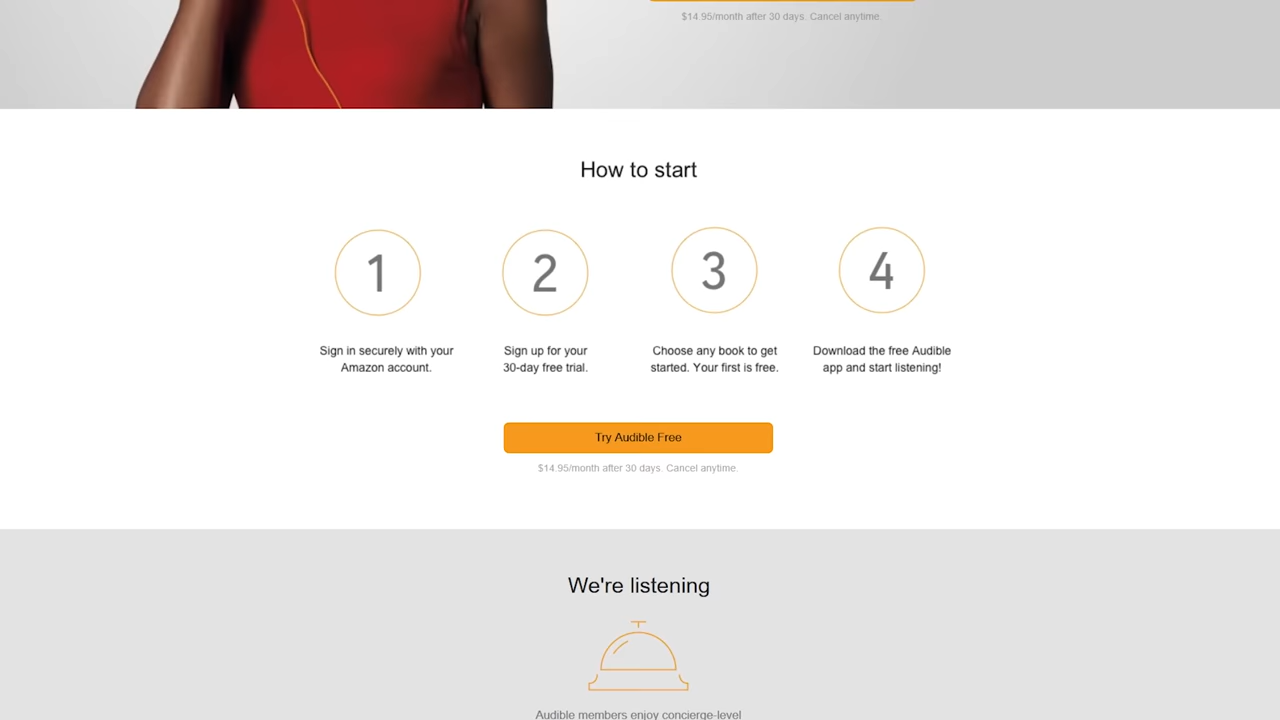 $14.95/month after 30 days. Cancel anytime.
How to start
1
2
3
4
Sign in securely with your
Amazon account.
Sign up for your
30-day free trial.
Choose any book to get
started. Your first is free.
Download the free Audible
app and start listening!
Try Audible Free
$14.95/month after 30 days. Cancel anytime.
We're listening
Audible members enjoy concierge-level